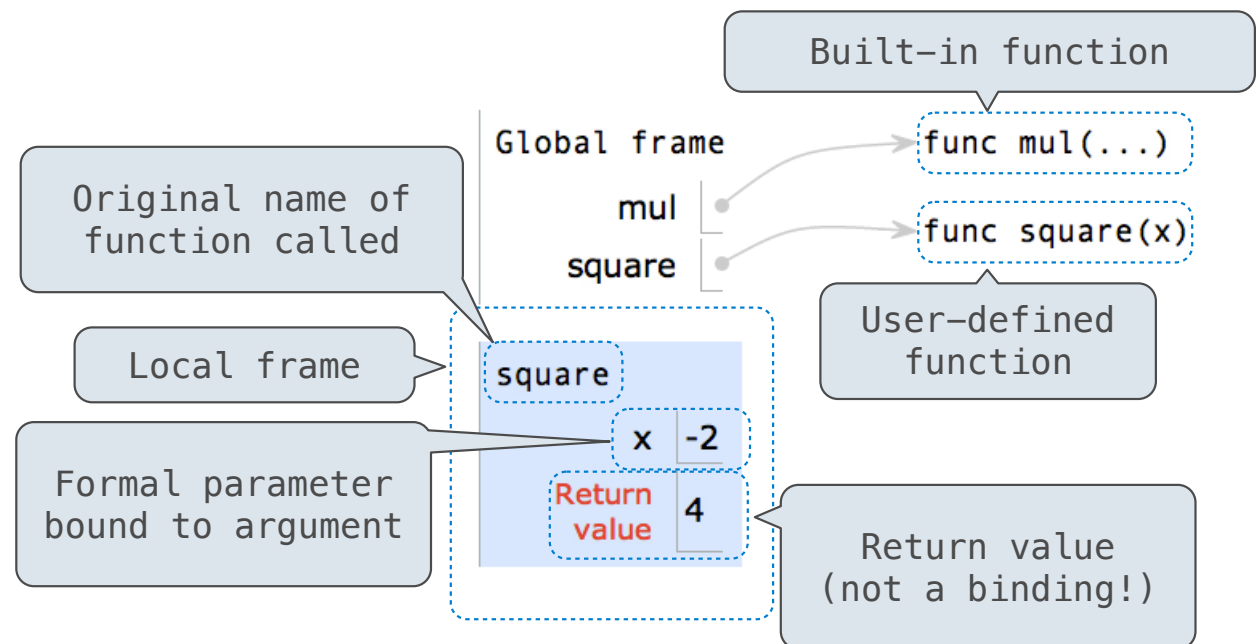 Built-in function
Global frame
func mul(...)
mul
func square(x)
square
Original name of
function called
User-defined
function
Local frame
square
x -2
Formal parameter
bound to argument
Return
value
4
Return value
(not a binding!)